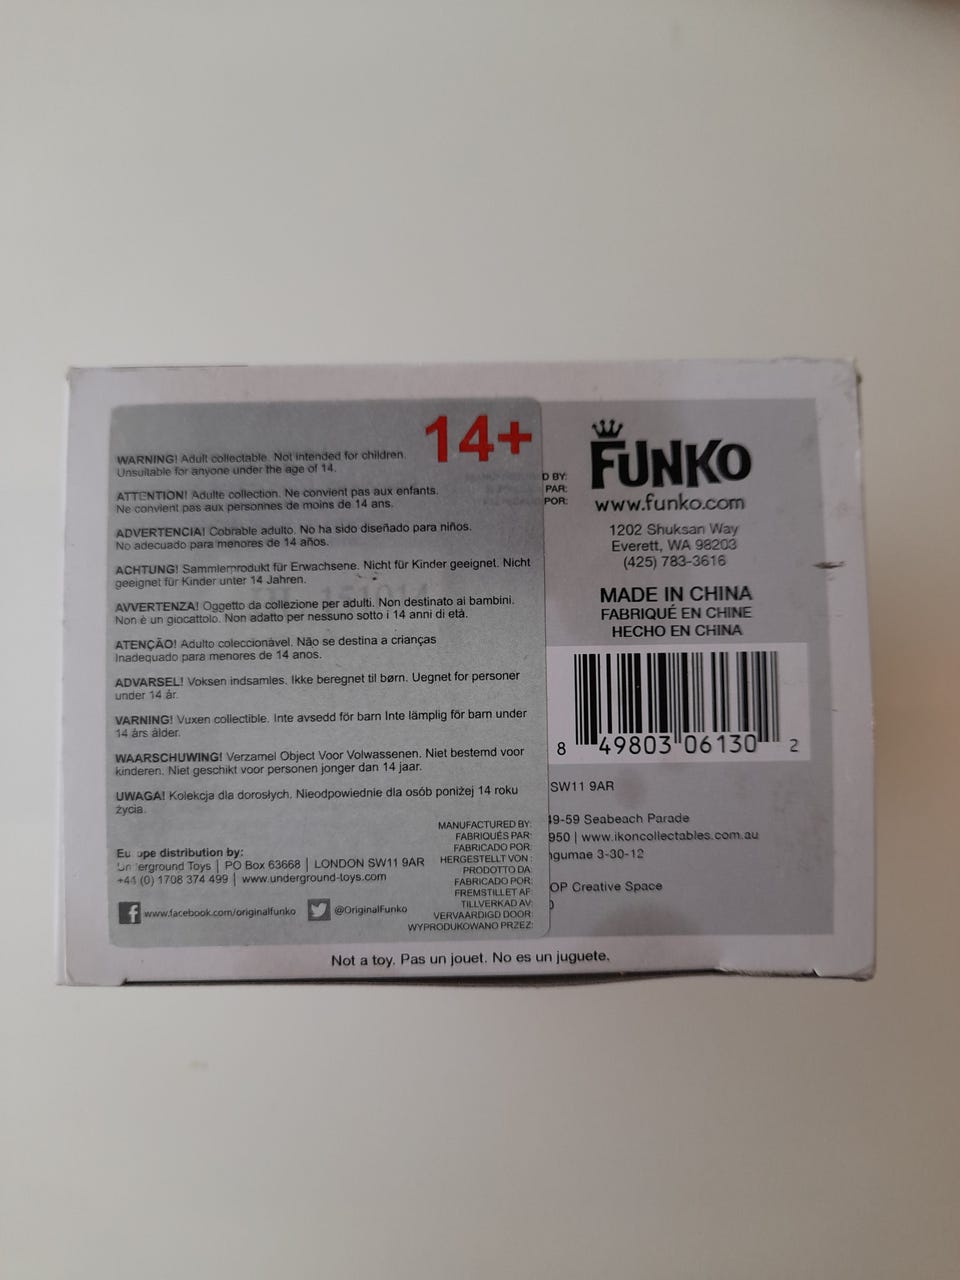 14+
WARNING! Adult collectable. Not intended for children.
Unsuitable for anyone under the age of 14.
ATTENTION! Adulte collection. Ne convient pas aux enfants.
Ne convient pas aux personnes de moins de 14 ans.
ADVERTENCIA! Cobrable adulto. No ha sido diseñado para niños.
No adecuado para menores de 14 años.
ACHTUNG! Sammlerprodukt für Erwachsene. Nicht für Kinder geeignet. Nicht
geeignet für Kinder unter 14 Jahren.
AVVERTENZA! Oggetto da collezione per adulti. Non destinato ai bambini.
Non è un giocattolo. Non adatto per nessuno sotto i 14 anni di età.
ATENÇÃO! Adulto coleccionável. Não se destina a crianças
Inadequado para menores de 14 anos.
ADVARSEL! Voksen indsamles. Ikke beregnet til børn. Uegnet for personer
under 14 år.
VARNING! Vuxen collectible. Inte avsedd för barn Inte lämplig för barn under
14 års ålder.
WAARSCHUWING! Verzamel Object Voor Volwassenen. Niet bestemd voor
kinderen. Niet geschikt voor personen jonger dan 14 jaar.
UWAGA! Kolekcja dla dorosłych. Nieodpowiednie dla osób poniżej 14 roku
życia.
MANUFACTURED BY:
FABRIQUÉS PAR:
FABRICADO POR:
HERGESTELLT VON :
PRODOTTO DA:
FABRICADO POR:
FREMSTILLET AF:
TILLVERKAD AV:
VERVAARDIGD DOOR:
WYPRODUKOWANO PRZEZ:
distribution by:
Toys | PO Box 63668 | LONDON SW11 9AR
+44 (0) 1708 374 499 | www.underground-toys.com
f www.facebook.com/originalfunko @OriginalFunko
D BY:
PAR:
POR:
FUNKO
www.funko.com
1202 Shuksan Way
Everett, WA 98203
(425) 783-3616
MADE IN CHINA
FABRIQUÉ EN CHINE
HECHO EN CHINA
8 49803 06130 2
SW11 9AR
9-59 Seabeach Parade
950 | www.ikoncollectables.com.au
gumae 3-30-12
OP Creative Space
Not a toy. Pas un jouet. No es un juguete.